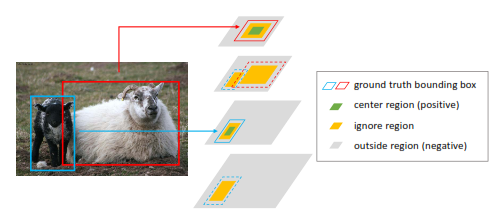 ground truth bounding box
center region (positive)
ignore region
outside region (negative)